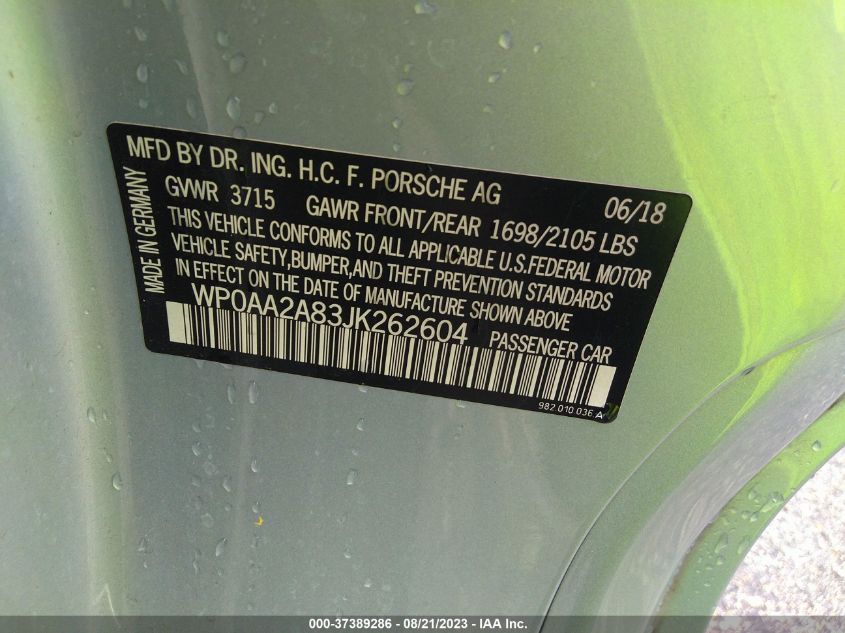 MFD BY DR. ING. H.C. F. PORSCHE AG 06/18
GVWR 3715 GAWR FRONT/REAR 1698/2105 LBS
THIS VEHICLE CONFORMS TO ALL APPLICABLE U.S.FEDERAL MOTOR
VEHICLE SAFETY,BUMPER,AND THEFT PREVENTION STANDARDS
IN EFFECT ON THE DATE OF MANUFACTURE SHOWN ABOVE
WP0AA2A83JK262604 PASSENGER CAR
MADE IN GERMANY
982.010.036 A
000-37389286 - 08/21/2023 - IAA Inc.